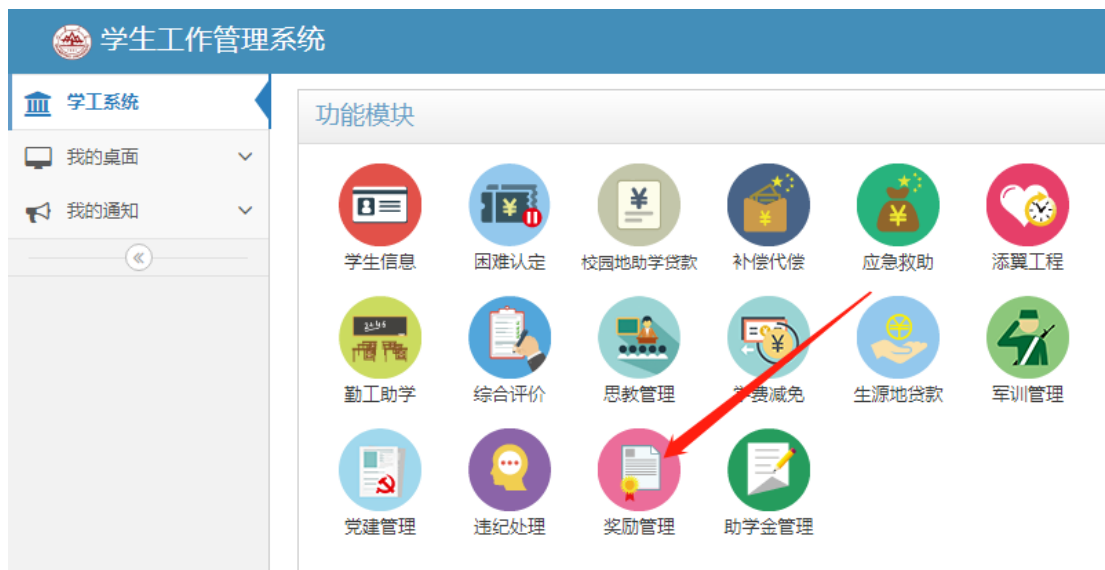 学生工作管理系统
学工系统
我的桌面
我的通知
功能模块
学生信息
困难认定
校园地助学贷款
补偿代偿
应急救助
添翼工程
勤工助学
综合评价
思教管理
学费减免
生源地贷款
军训管理
党建管理
违纪处理
奖励管理
助学金管理